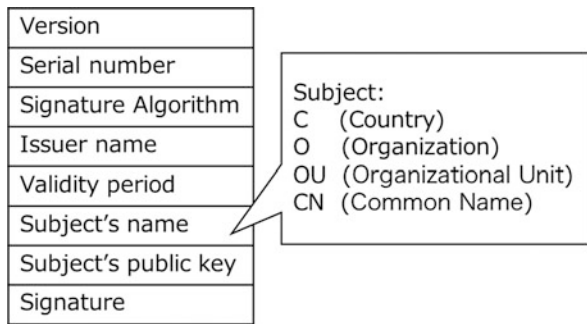 Version
Serial number
Signature Algorithm
Issuer name
Validity period
Subject's name
Subject's public key
Signature
Subject:
C (Country)
O (Organization)
OU (Organizational Unit)
CN (Common Name)